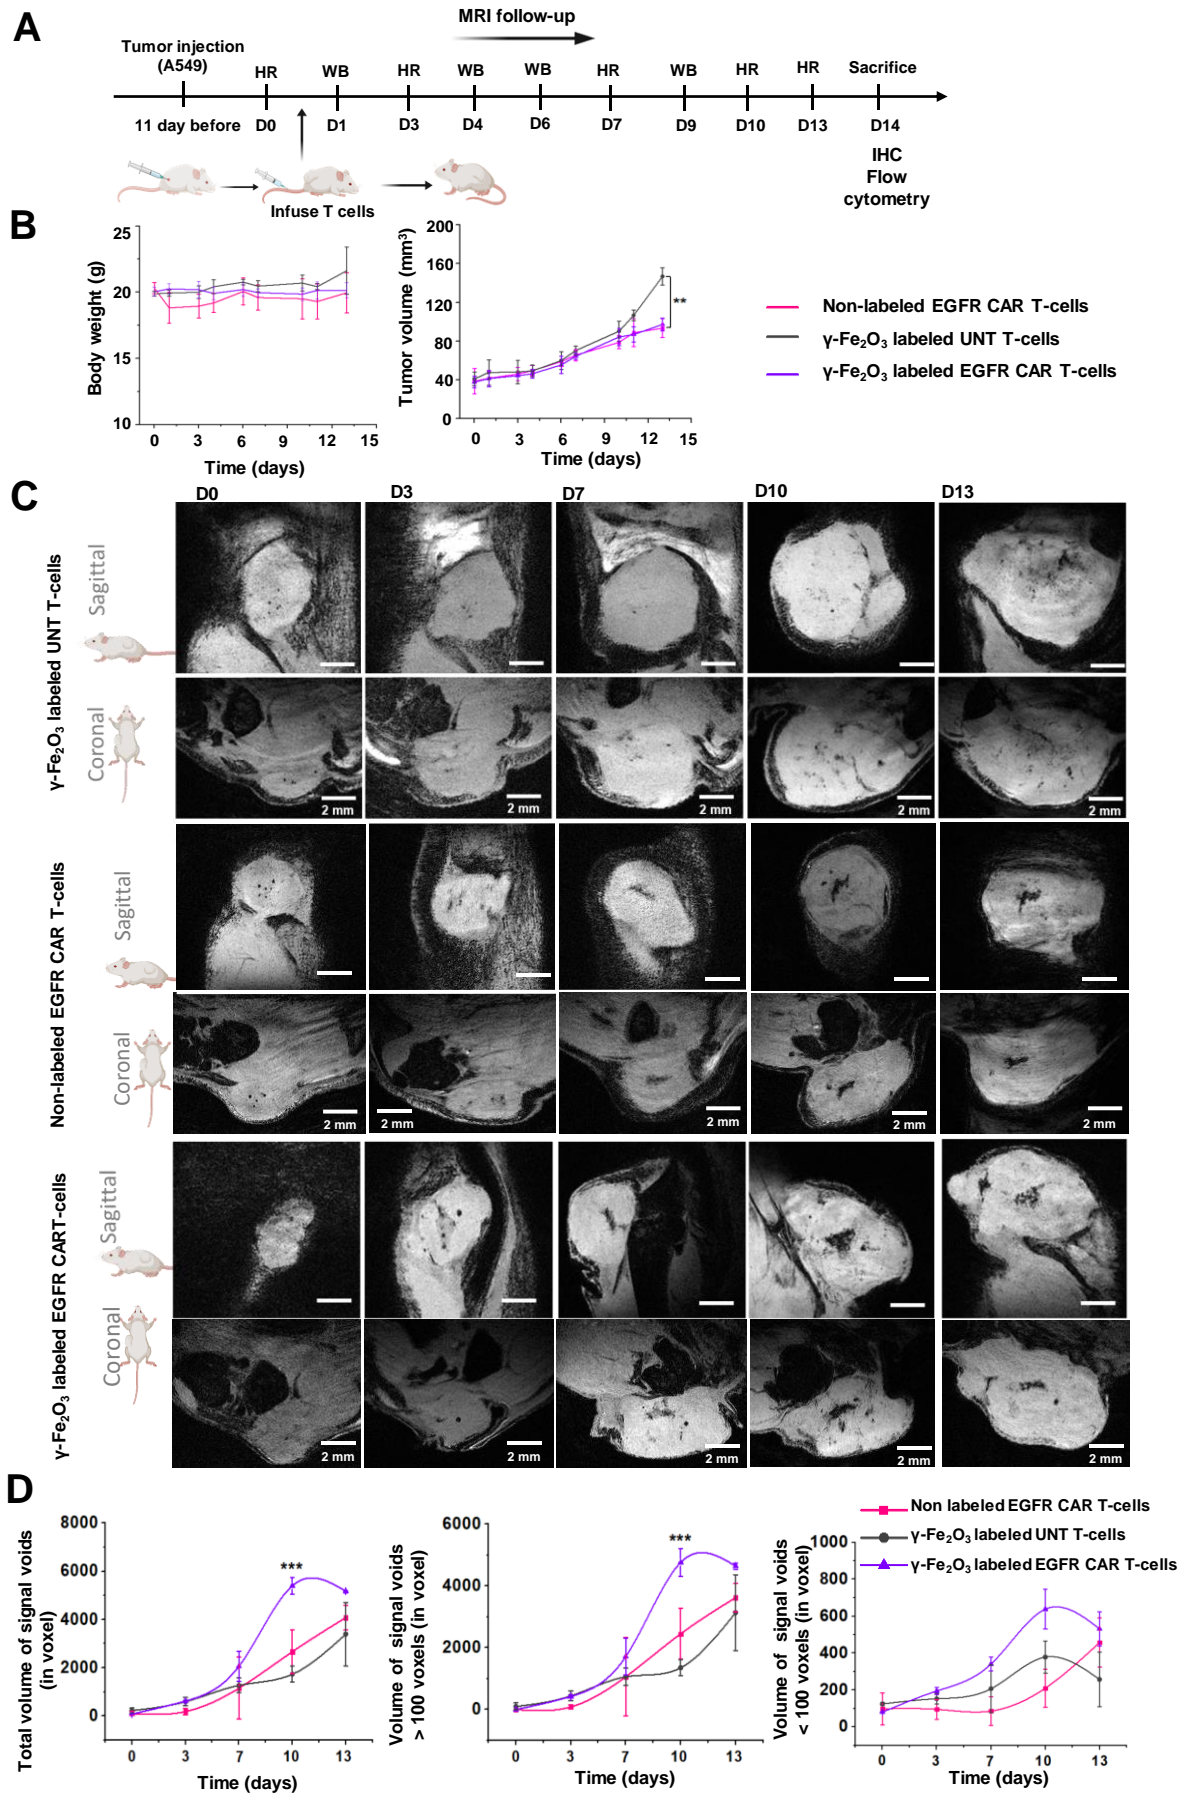 A
MRI follow-up
Tumor injection
(A549)
HR
WB
HR
WB
WB
HR
WB
HR
HR
Sacrifice
11 day before
D0
D1
D3
D4
D6
D7
D9
D10
D13
D14
Infuse T cells
IHC
Flow
cytometry
B
Body weight (g)
25
20
15
10
0 3 6 9 12 15
Time (days)
Tumor volume (mm³)
200
160
120
80
40
0
0 3 6 9 12 15
Time (days)
**
Non-labeled EGFR CAR T-cells
γ-Fe₂O₃ labeled UNT T-cells
γ-Fe₂O₃ labeled EGFR CAR T-cells
C
D0
D3
D7
D10
D13
γ-Fe₂O₃ labeled UNT T-cells
Sagittal
Coronal
2 mm
2 mm
2 mm
2 mm
2 mm
Non-labeled EGFR CAR T-cells
Sagittal
Coronal
2 mm
2 mm
2 mm
2 mm
2 mm
γ-Fe₂O₃ labeled EGFR CART-cells
Sagittal
Coronal
2 mm
2 mm
2 mm
2 mm
2 mm
D
Total volume of signal voids
(in voxel)
8000
6000
4000
2000
0
***
0 3 7 10 13
Time (days)
Volume of signal voids
> 100 voxels (in voxel)
6000
4000
2000
0
***
0 3 7 10 13
Time (days)
Volume of signal voids
< 100 voxels (in voxel)
1000
800
600
400
200
0
0 3 7 10 13
Time (days)
Non labeled EGFR CAR T-cells
γ-Fe₂O₃ labeled UNT T-cells
γ-Fe₂O₃ labeled EGFR CAR T-cells